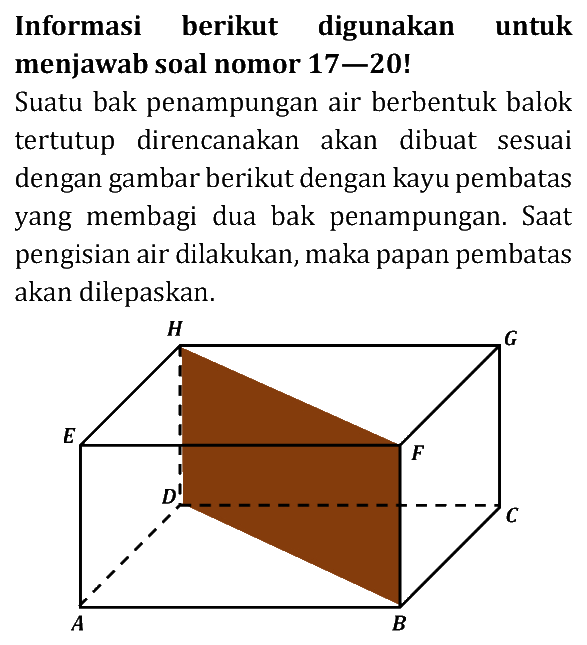 Informasi berikut digunakan untuk
menjawab soal nomor 17—20!
Suatu bak penampungan air berbentuk balok
tertutup direncanakan akan dibuat sesuai
dengan gambar berikut dengan kayu pembatas
yang membagi dua bak penampungan. Saat
pengisian air dilakukan, maka papan pembatas
akan dilepaskan.
H
G
E
F
D
C
A
B